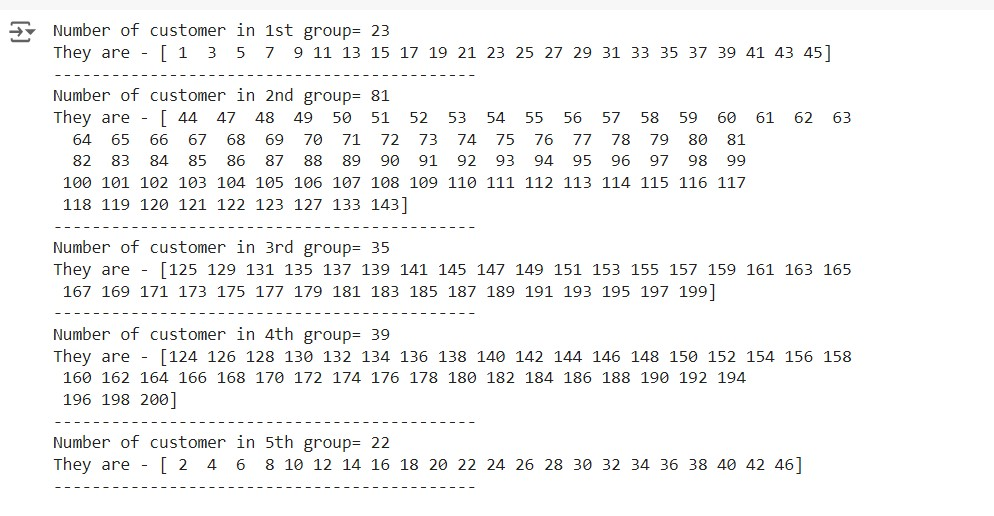 Number of customer in 1st group= 23
They are - [ 1  3  5  7  9 11 13 15 17 19 21 23 25 27 29 31 33 35 37 39 41 43 45]
--------------------------------------------
Number of customer in 2nd group= 81
They are - [ 44  47  48  49  50  51  52  53  54  55  56  57  58  59  60  61  62  63
  64  65  66  67  68  69  70  71  72  73  74  75  76  77  78  79  80  81
  82  83  84  85  86  87  88  89  90  91  92  93  94  95  96  97  98  99
 100 101 102 103 104 105 106 107 108 109 110 111 112 113 114 115 116 117
 118 119 120 121 122 123 127 133 143]
--------------------------------------------
Number of customer in 3rd group= 35
They are - [125 129 131 135 137 139 141 145 147 149 151 153 155 157 159 161 163 165
 167 169 171 173 175 177 179 181 183 185 187 189 191 193 195 197 199]
--------------------------------------------
Number of customer in 4th group= 39
They are - [124 126 128 130 132 134 136 138 140 142 144 146 148 150 152 154 156 158
 160 162 164 166 168 170 172 174 176 178 180 182 184 186 188 190 192 194
 196 198 200]
--------------------------------------------
Number of customer in 5th group= 22
They are - [ 2  4  6  8 10 12 14 16 18 20 22 24 26 28 30 32 34 36 38 40 42 46]
--------------------------------------------